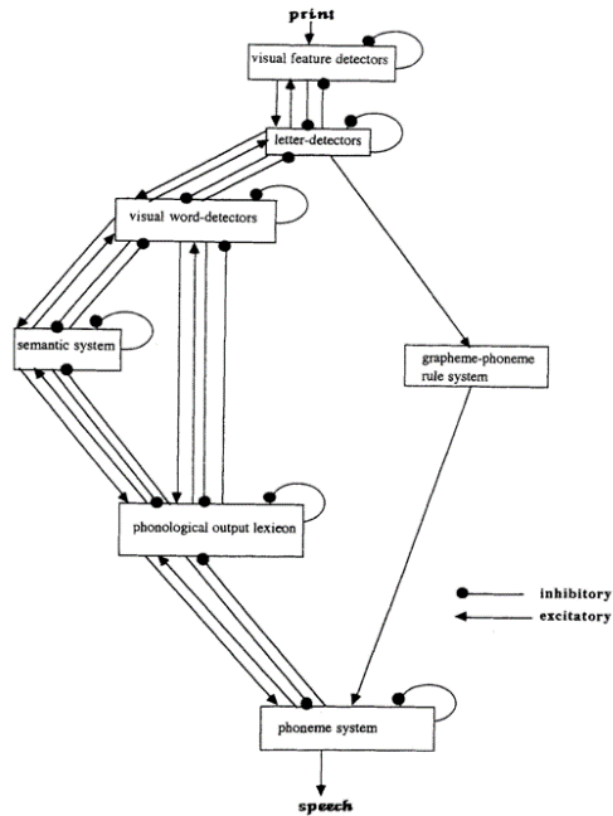 print
visual feature detectors
letter-detectors
visual word-detectors
semantic system
grapheme-phoneme
rule system
phonological output lexicon
inhibitory
excitatory
phoneme system
speech